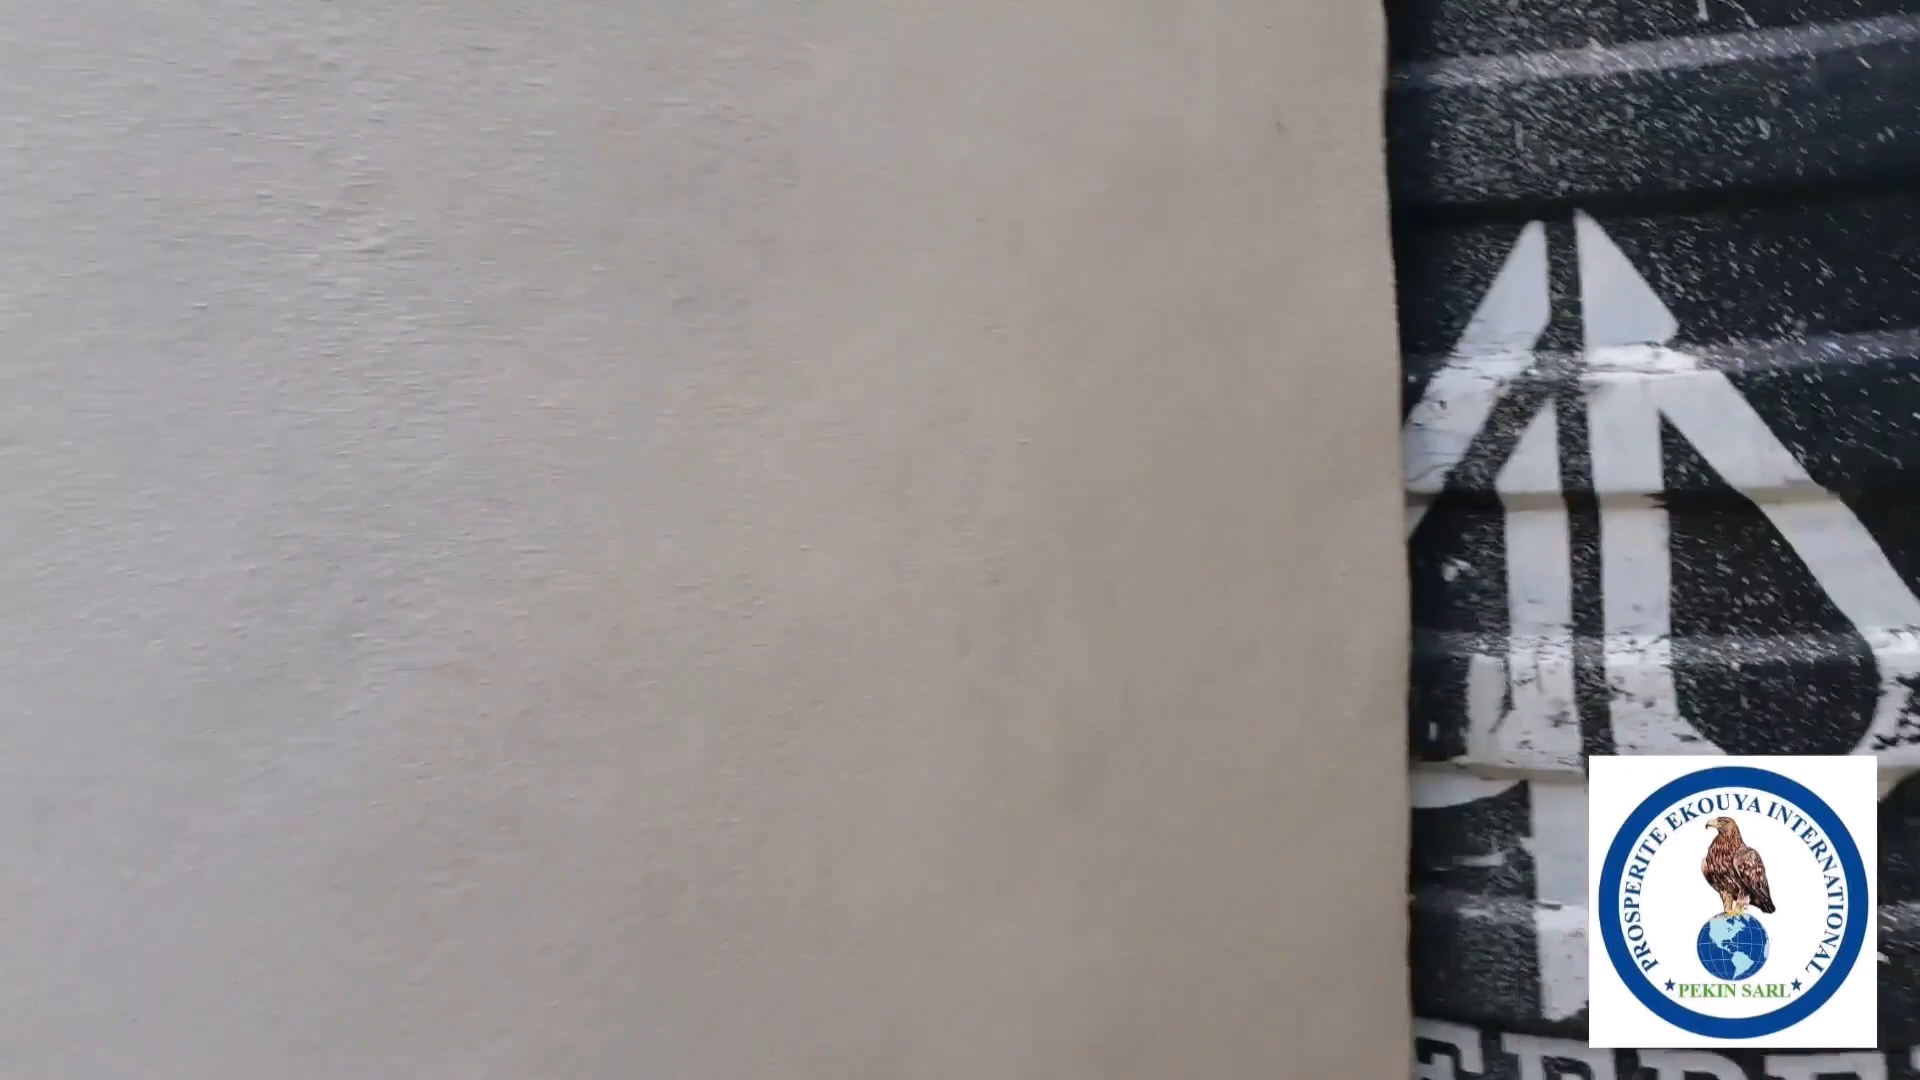 PROSPERITE EKOUYA INTERNATIONAL
★ PEKIN SARL ★